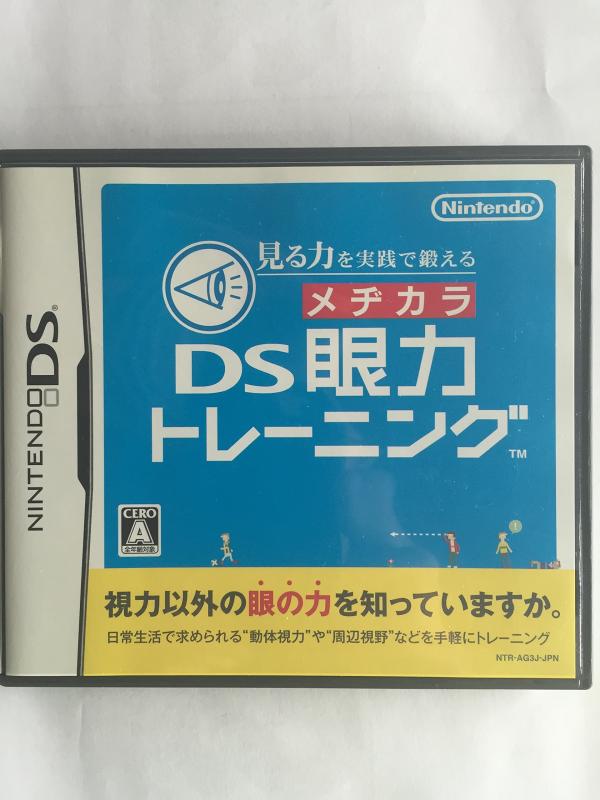 NINTENDO DS®
Nintendo®
見る力を実践で鍛える
メヂカラ
DS眼力
トレーニング™
CERO
A
全年齢対象
!
視力以外の眼の力を知っていますか。
日常生活で求められる“動体視力”や“周辺視野”などを手軽にトレーニング
NTR-AG3J-JPN